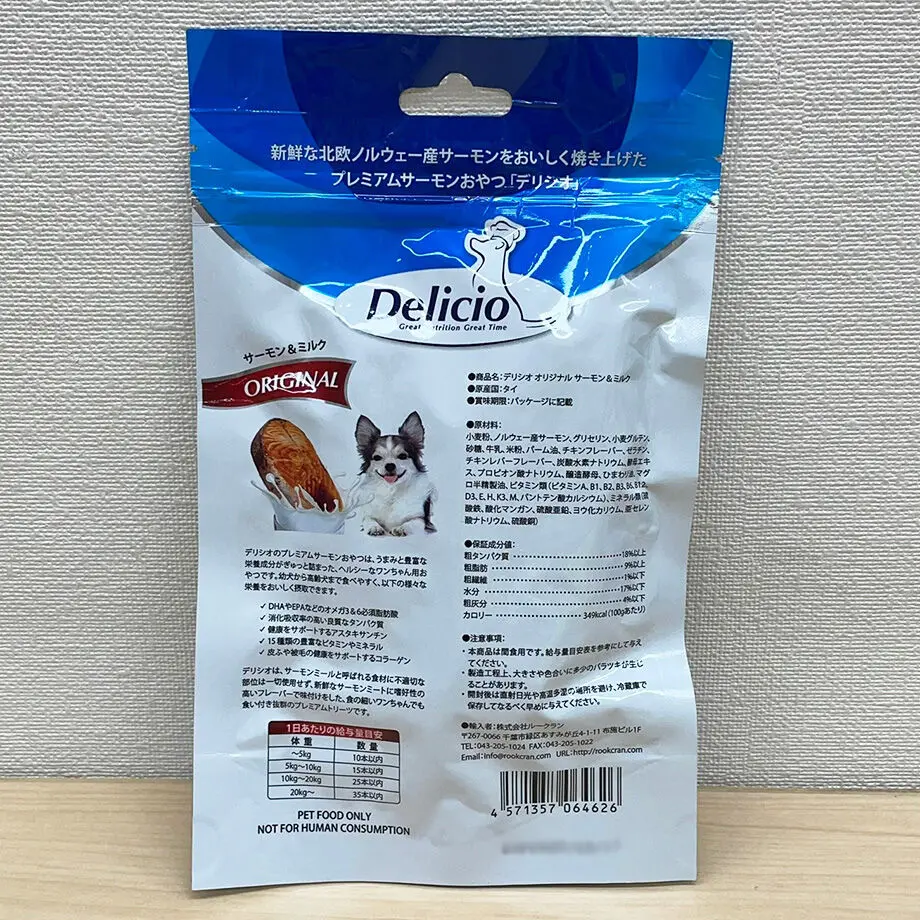 新鮮な北欧ノルウェー産サーモンをおいしく焼き上げた
プレミアムサーモンおやつ「デリシオ」
Delicio
Great Nutrition Great Time
サーモン&ミルク
ORIGINAL
デリシオのプレミアムサーモンおやつは、うまみと豊富な
栄養成分がぎゅっと詰まった、ヘルシーなワンちゃん用お
やつです。幼犬から高齢犬まで食べやすく、以下の様々な
栄養をおいしく摂取できます。
✓ DHAやEPAなどのオメガ3&6必須脂肪酸
✓ 消化吸収率の高い良質なタンパク質
✓ 健康をサポートするアスタキサンチン
✓ 15種類の豊富なビタミンやミネラル
✓ 皮ふや被毛の健康をサポートするコラーゲン
デリシオは、サーモンミールと呼ばれる食材に不適切な
部位は一切使用せず、新鮮なサーモンミートに嗜好性の
高いフレーバーで味付けをした、食の細いワンちゃんでも
食い付き抜群のプレミアムトリーツです。
1日あたりの給与量目安
体重 数量
〜5kg 10本以内
5kg〜10kg 15本以内
10kg〜20kg 25本以内
20kg〜 35本以内
PET FOOD ONLY
NOT FOR HUMAN CONSUMPTION
●商品名:デリシオ オリジナル サーモン&ミルク
●原産国:タイ
●賞味期限:パッケージに記載
●原材料:
小麦粉、ノルウェー産サーモン、グリセリン、小麦グルテン、
砂糖、牛乳、米粉、パーム油、チキンフレーバー、ゼラチン、
チキンレバーフレーバー、炭酸水素ナトリウム、酵母エキ
ス、プロピオン酸ナトリウム、醸造酵母、ひまわり油、マグ
ロ半精製油、ビタミン類(ビタミンA、B1、B2、B3、B6、B12、
D3、E、H、K3、M、パントテン酸カルシウム)、ミネラル類(硫
酸鉄、酸化マンガン、硫酸亜鉛、ヨウ化カリウム、亜セレン
酸ナトリウム、硫酸銅)
●保証成分値:
粗タンパク質 18%以上
粗脂肪 9%以上
粗繊維 1%以下
水分 17%以下
粗灰分 4%以下
カロリー 349kcal(100gあたり)
●注意事項:
・本商品は間食用です。給与量目安表を参考にして与え
てください。
・製造工程上、大きさや色合いに多少のバラツキが生じ
ることがあります。
・開封後は直射日光や高温多湿の場所を避け、冷蔵庫で
保存してなるべく早めに与えてください。
●輸入者:株式会社ルークラン
〒267-0066 千葉市緑区あすみが丘4-1-11 布施ビル1F
TEL:043-205-1024 FAX:043-205-1022
Email:info@rookcran.com URL:http://rookcran.com
4 571357 064626